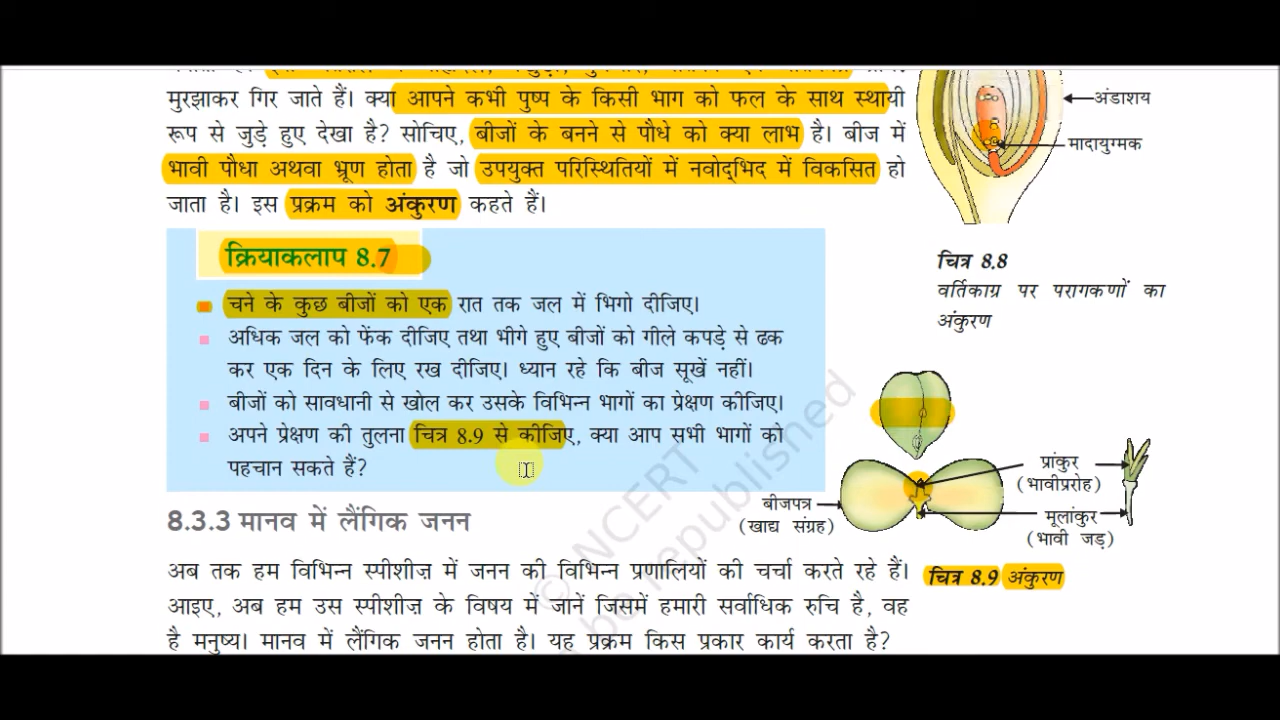 मुरझाकर गिर जाते हैं। क्या आपने कभी पुष्प के किसी भाग को फल के साथ स्थायी
रूप से जुड़े हुए देखा है? सोचिए, बीजों के बनने से पौधे को क्या लाभ है। बीज में
भावी पौधा अथवा भ्रूण होता है जो उपयुक्त परिस्थितियों में नवोद्भिद में विकसित हो
जाता है। इस प्रक्रम को अंकुरण कहते हैं।
क्रियाकलाप 8.7
चने के कुछ बीजों को एक रात तक जल में भिगो दीजिए।
अधिक जल को फेंक दीजिए तथा भीगे हुए बीजों को गीले कपड़े से ढक
कर एक दिन के लिए रख दीजिए। ध्यान रहे कि बीज सूखें नहीं।
बीजों को सावधानी से खोल कर उसके विभिन्न भागों का प्रेक्षण कीजिए।
अपने प्रेक्षण की तुलना चित्र 8.9 से कीजिए, क्या आप सभी भागों को
पहचान सकते हैं?
8.3.3 मानव में लैंगिक जनन
अब तक हम विभिन्न स्पीशीज़ में जनन की विभिन्न प्रणालियों की चर्चा करते रहे हैं।
आइए, अब हम उस स्पीशीज़ के विषय में जानें जिसमें हमारी सर्वाधिक रुचि है, वह
है मनुष्य। मानव में लैंगिक जनन होता है। यह प्रक्रम किस प्रकार कार्य करता है?
अंडाशय
मादायुग्मक
चित्र 8.8
वर्तिकाग्र पर परागकणों का
अंकुरण
प्रांकुर
(भावीप्ररोह)
बीजपत्र
(खाद्य संग्रह)
मूलांकुर
(भावी जड़)
चित्र 8.9 अंकुरण
© NCERT
be republished